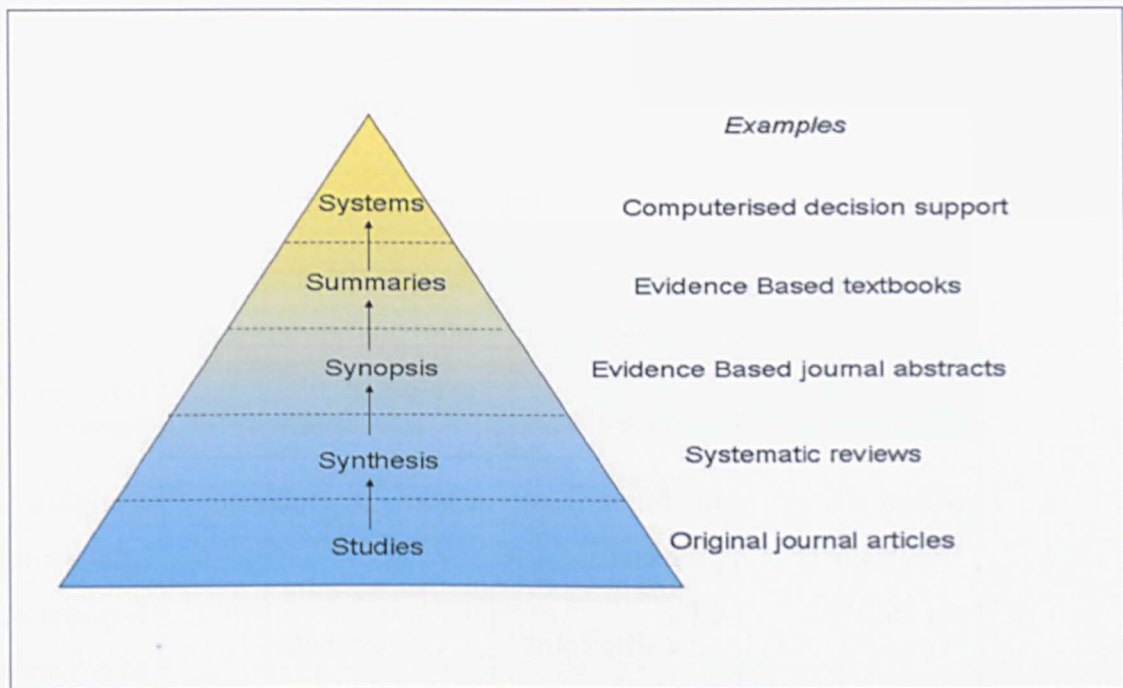 Examples
Systems
Computerised decision support
Summaries
Evidence Based textbooks
Synopsis
Evidence Based journal abstracts
Synthesis
Systematic reviews
Studies
Original journal articles